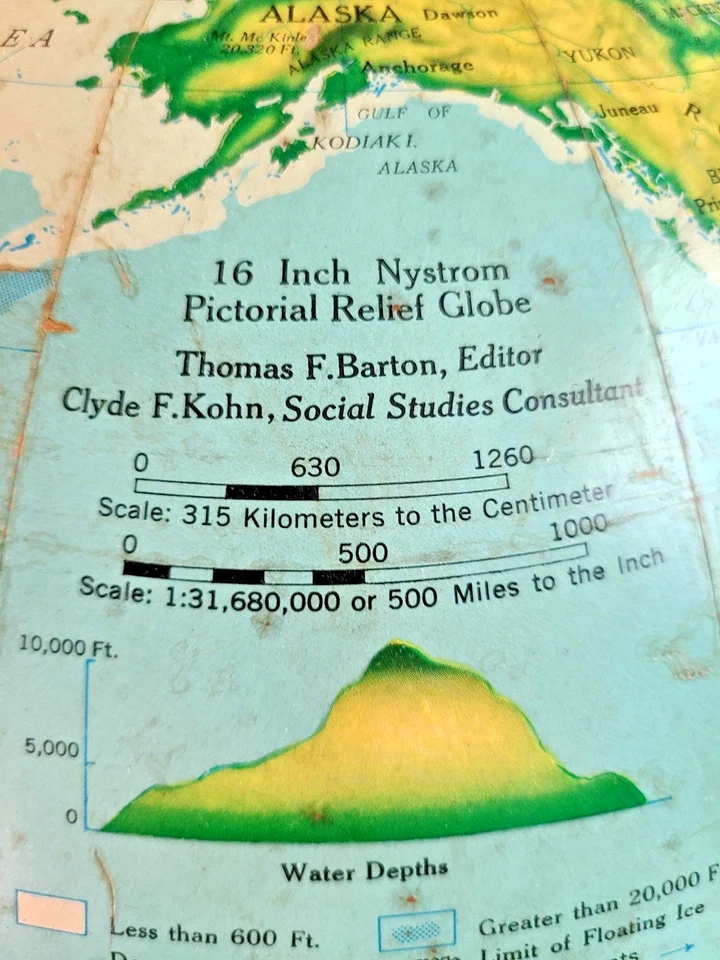 ALASKA
Dawson
E A
Mt. Mc Kinle
20,320 Ft.
ALASKA RANGE
YUKON
Anchorage
GULF OF
Juneau
R
KODIAK I.
ALASKA
B
Pri
16 Inch Nystrom
Pictorial Relief Globe
Thomas F.Barton, Editor
Clyde F.Kohn, Social Studies Consultant
0 630 1260
Scale: 315 Kilometers to the Centimeter
0 500 1000
Scale: 1:31,680,000 or 500 Miles to the Inch
10,000 Ft.
5,000
0
Water Depths
Less than 600 Ft.
Greater than 20,000 F
Limit of Floating Ice